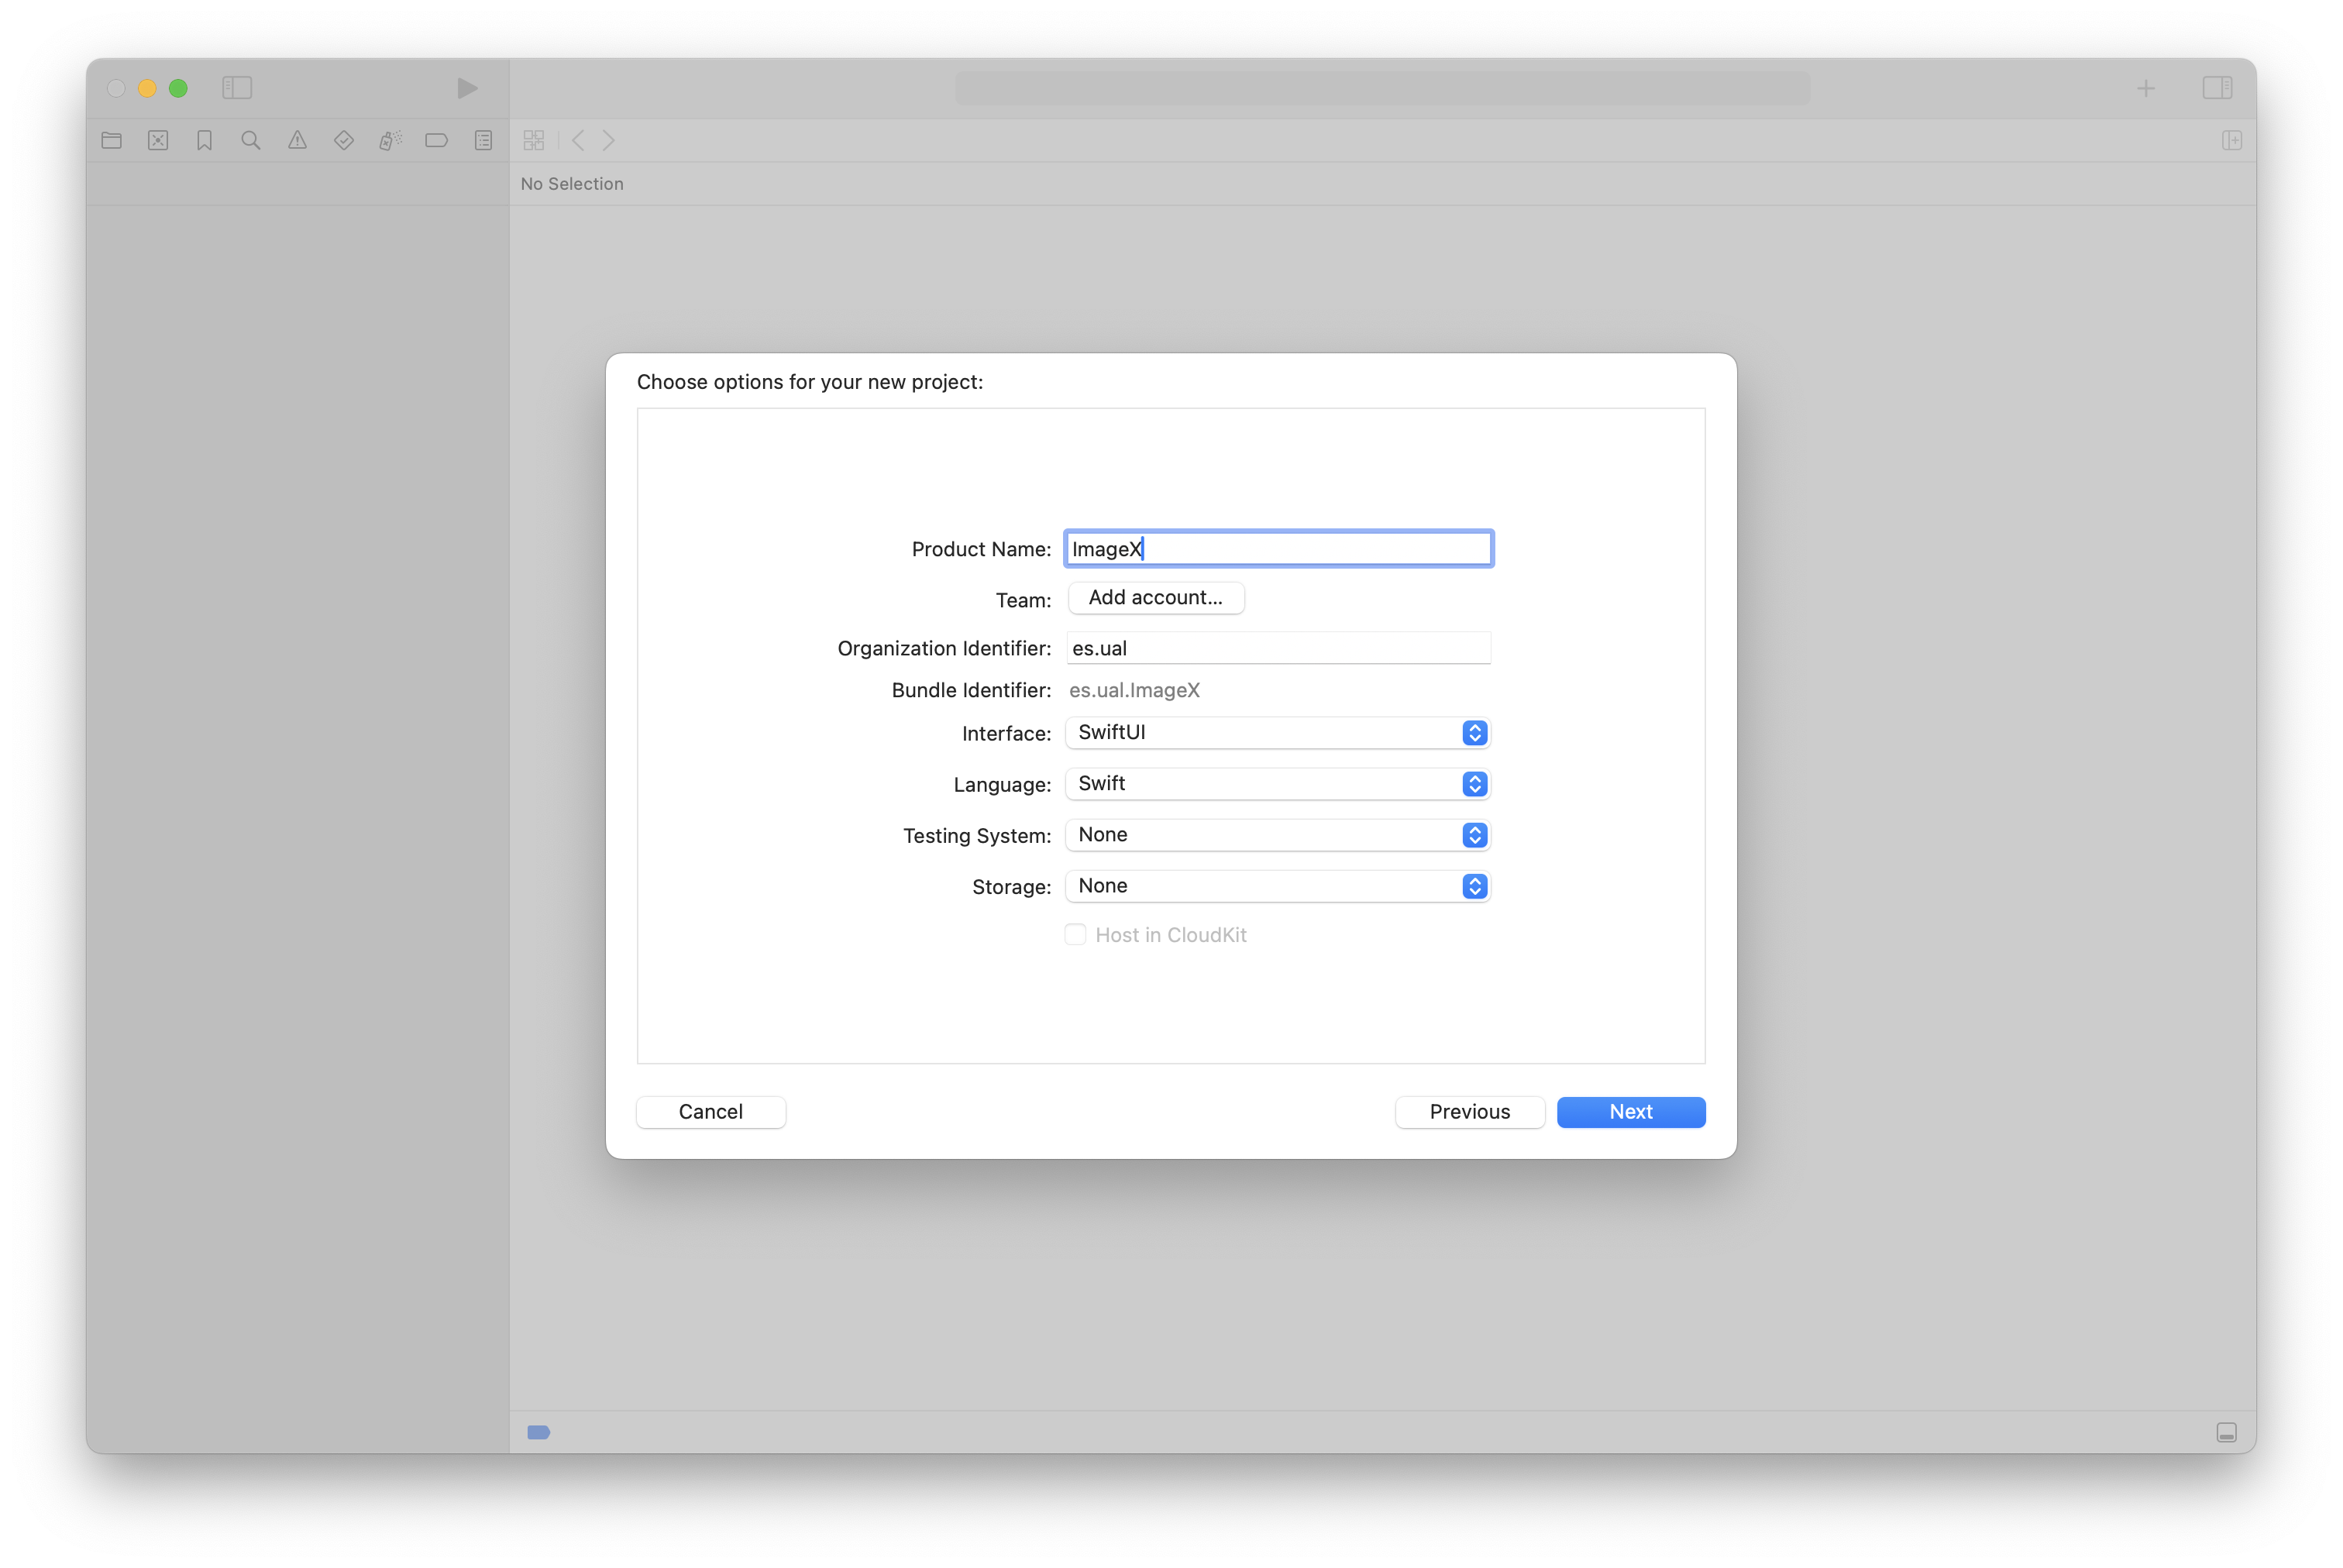 No Selection
Choose options for your new project:
Product Name: ImageX
Team: Add account...
Organization Identifier: es.ual
Bundle Identifier: es.ual.ImageX
Interface: SwiftUI
Language: Swift
Testing System: None
Storage: None
Host in CloudKit
Cancel Previous Next